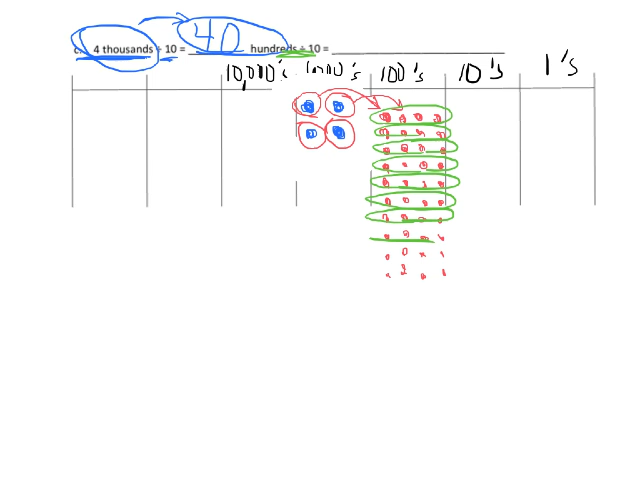 c. 4 thousands ÷ 10 = 40 hundreds ÷ 10 =
10,000's 1000's 100's 10's 1's